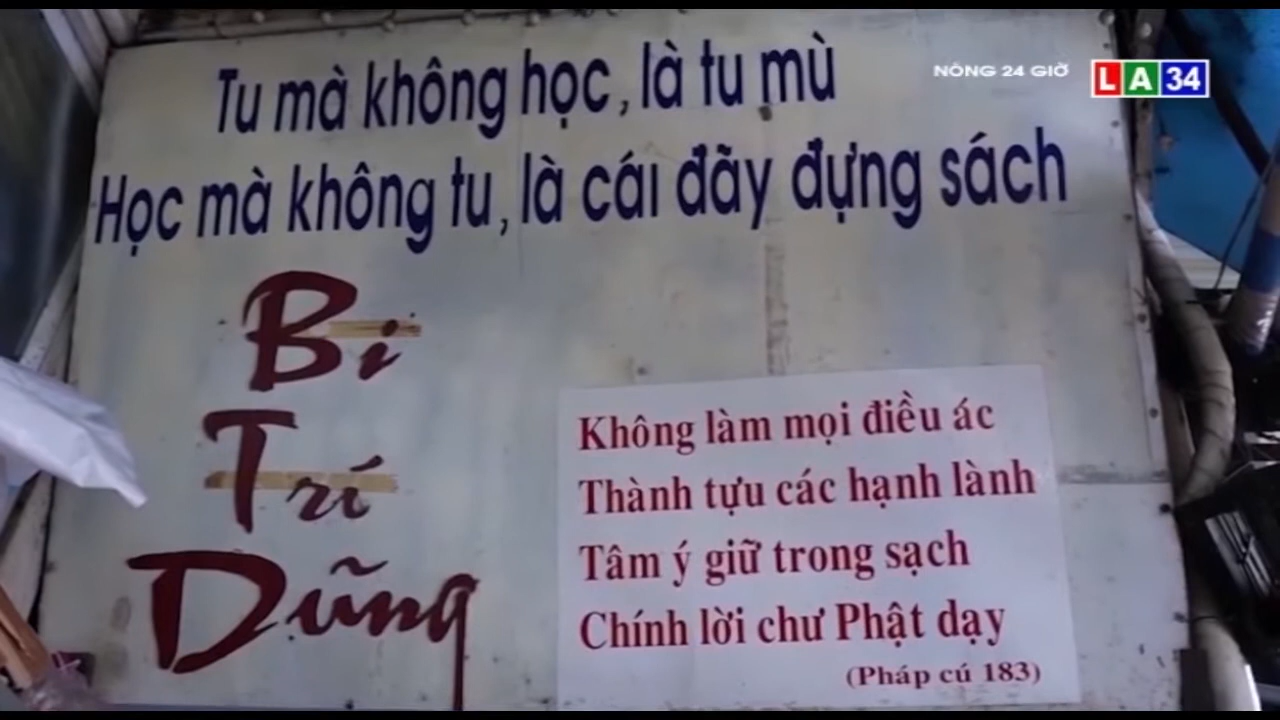 NÓNG 24 GIỜ LA34
Tu mà không học, là tu mù
Học mà không tu, là cái đãy đựng sách
Bi
Trí
Dũng
Không làm mọi điều ác
Thành tựu các hạnh lành
Tâm ý giữ trong sạch
Chính lời chư Phật dạy
(Pháp cú 183)